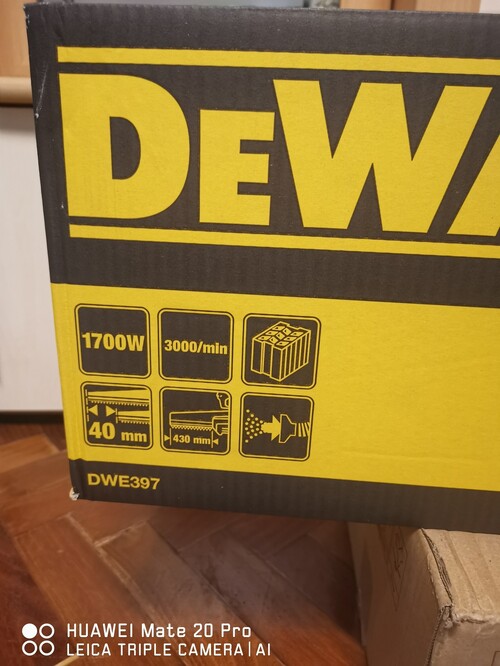 DEWA
1700W
3000/min
40 mm
430 mm
DWE397
HUAWEI Mate 20 Pro
LEICA TRIPLE CAMERA | AI